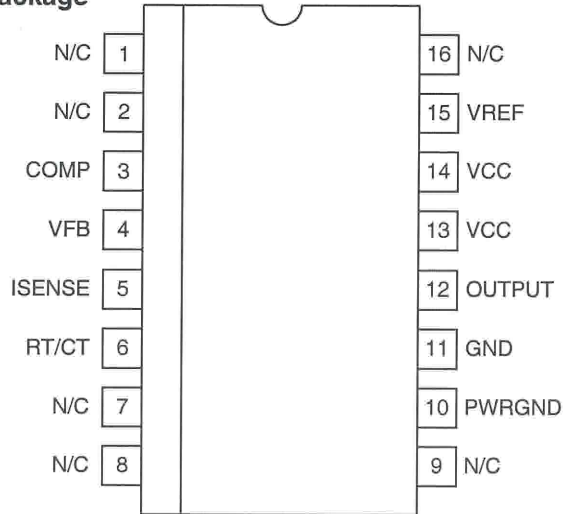 N/C 1 16 N/C
N/C 2 15 VREF
COMP 3 14 VCC
VFB 4 13 VCC
ISENSE 5 12 OUTPUT
RT/CT 6 11 GND
N/C 7 10 PWRGND
N/C 8 9 N/C